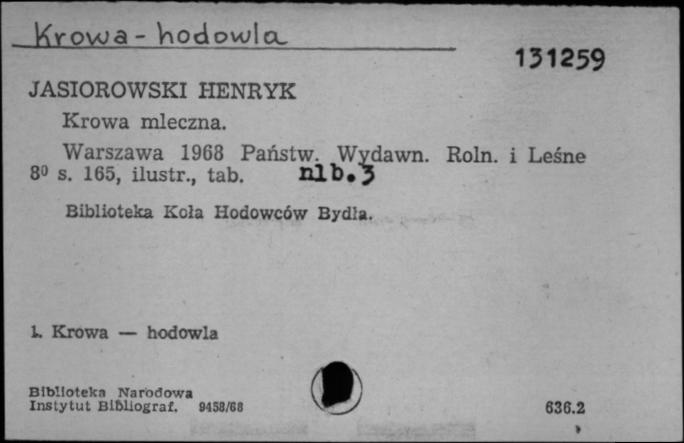 Krowa - hodowla
131259
JASIOROWSKI HENRYK
Krowa mleczna.
Warszawa 1968 Państw. Wydawn. Roln. i Leśne
8⁰ s. 165, ilustr., tab. nlb.3
Biblioteka Koła Hodowców Bydła.
1. Krowa — hodowla
Biblioteka Narodowa
Instytut Bibliograf. 9458/68
636.2